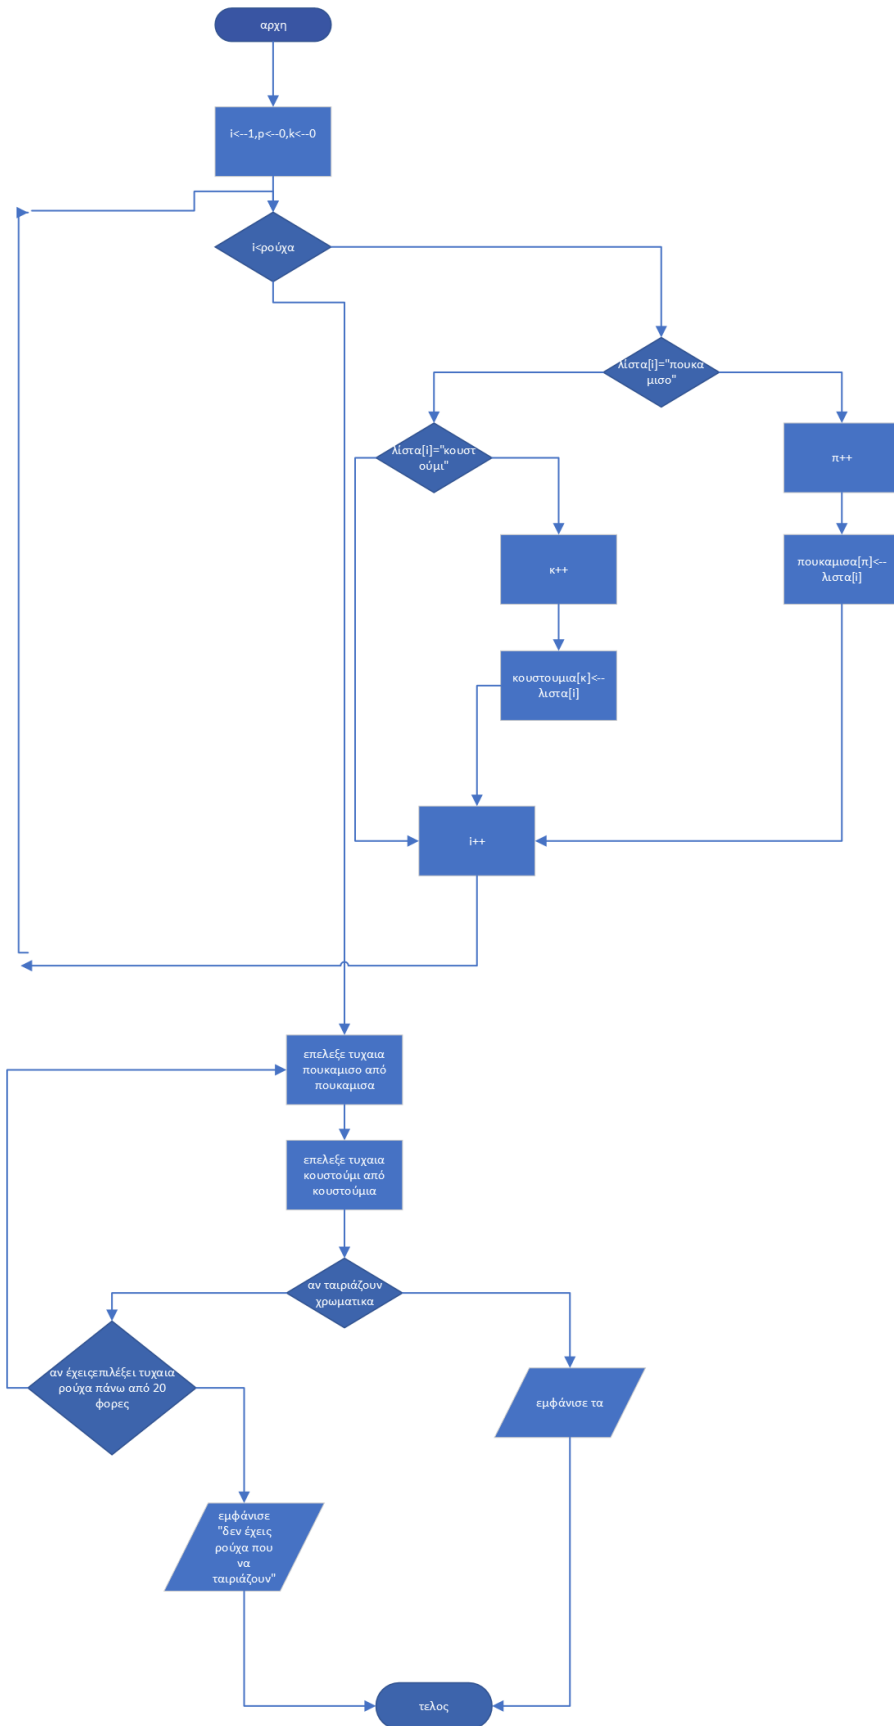 αρχη
i<--1,p<--0,k<--0
i<ρούχα
λίστα[i]="πουκα
μισο"
λίστα[i]="κουστ
ούμι"
π++
κ++
πουκαμισα[π]<--
λιστα[i]
κουστουμια[κ]<--
λιστα[i]
i++
επελεξε τυχαια
πουκαμισο από
πουκαμισα
επελεξε τυχαια
κουστούμι από
κουστούμια
αν ταιριάζουν
χρωματικα
αν έχειςεπιλέξει τυχαια
ρούχα πάνω από 20
φορες
εμφάνισε τα
εμφάνισε
"δεν έχεις
ρούχα που
να
ταιριάζουν"
τελος